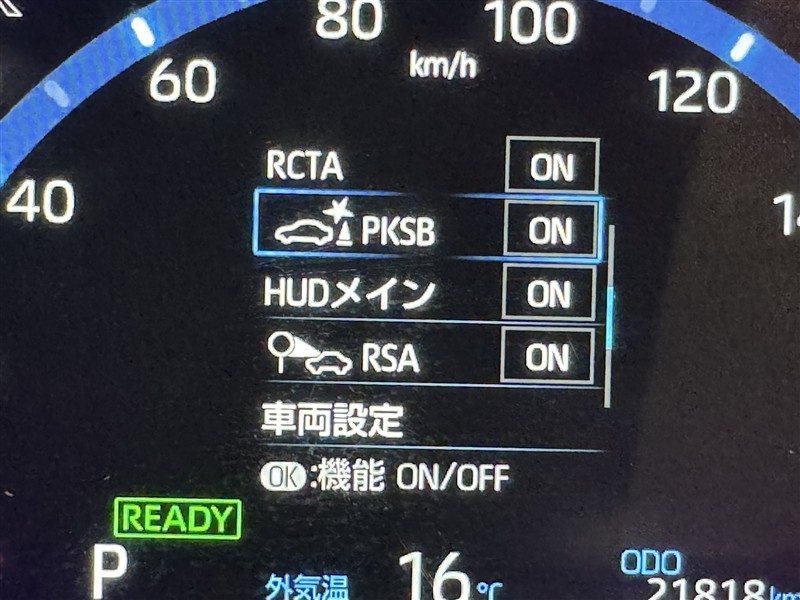 80
100
60
km/h
120
40
RCTA ON
PKSB ON
HUDメイン ON
RSA ON
車両設定
OK:機能 ON/OFF
READY
P
外気温 16℃
ODO
21818km